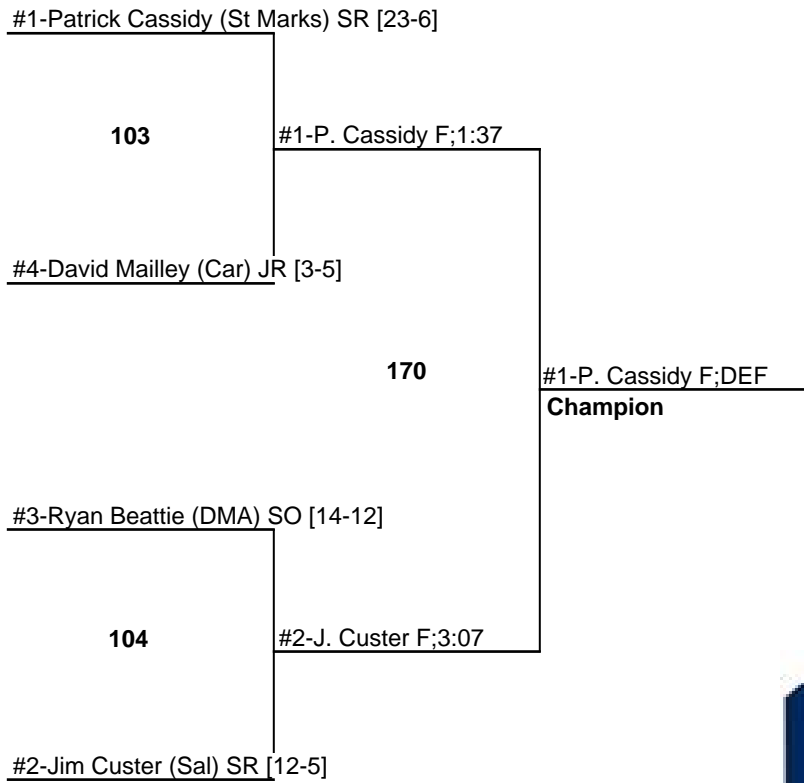 #1-Patrick Cassidy (St Marks) SR [23-6]
103
#1-P. Cassidy F;1:37
#4-David Mailley (Car) JR [3-5]
170
#1-P. Cassidy F;DEF
Champion
#3-Ryan Beattie (DMA) SO [14-12]
104
#2-J. Custer F;3:07
#2-Jim Custer (Sal) SR [12-5]